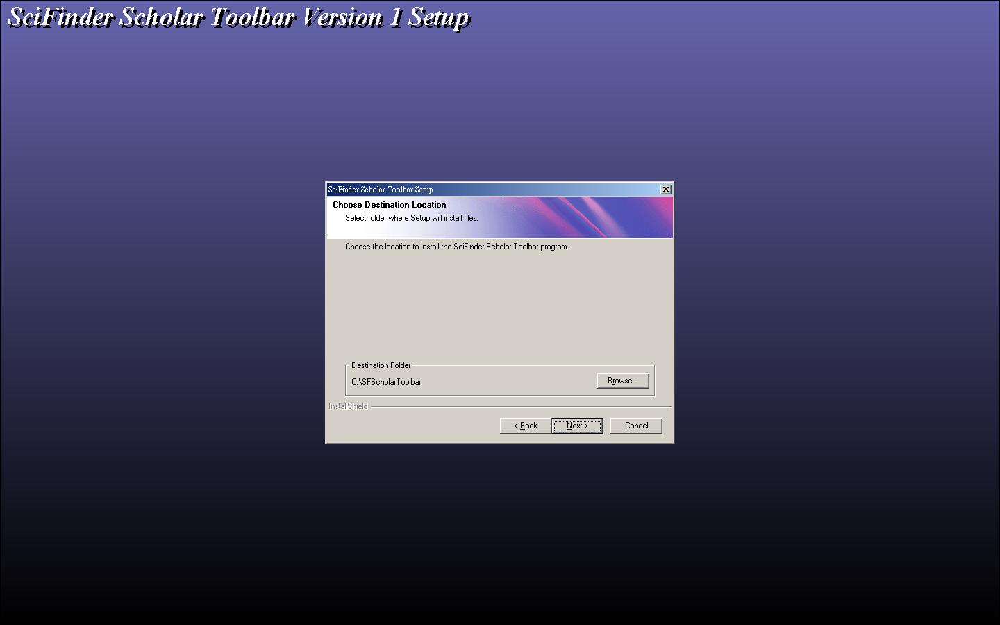 SciFinder Scholar Toolbar Version 1 Setup
SciFinder Scholar Toolbar Setup
Choose Destination Location
Select folder where Setup will install files.
Choose the location to install the SciFinder Scholar Toolbar program.
Destination Folder
C:\SFScholarToolbar
Browse...
InstallShield
< Back
Next >
Cancel